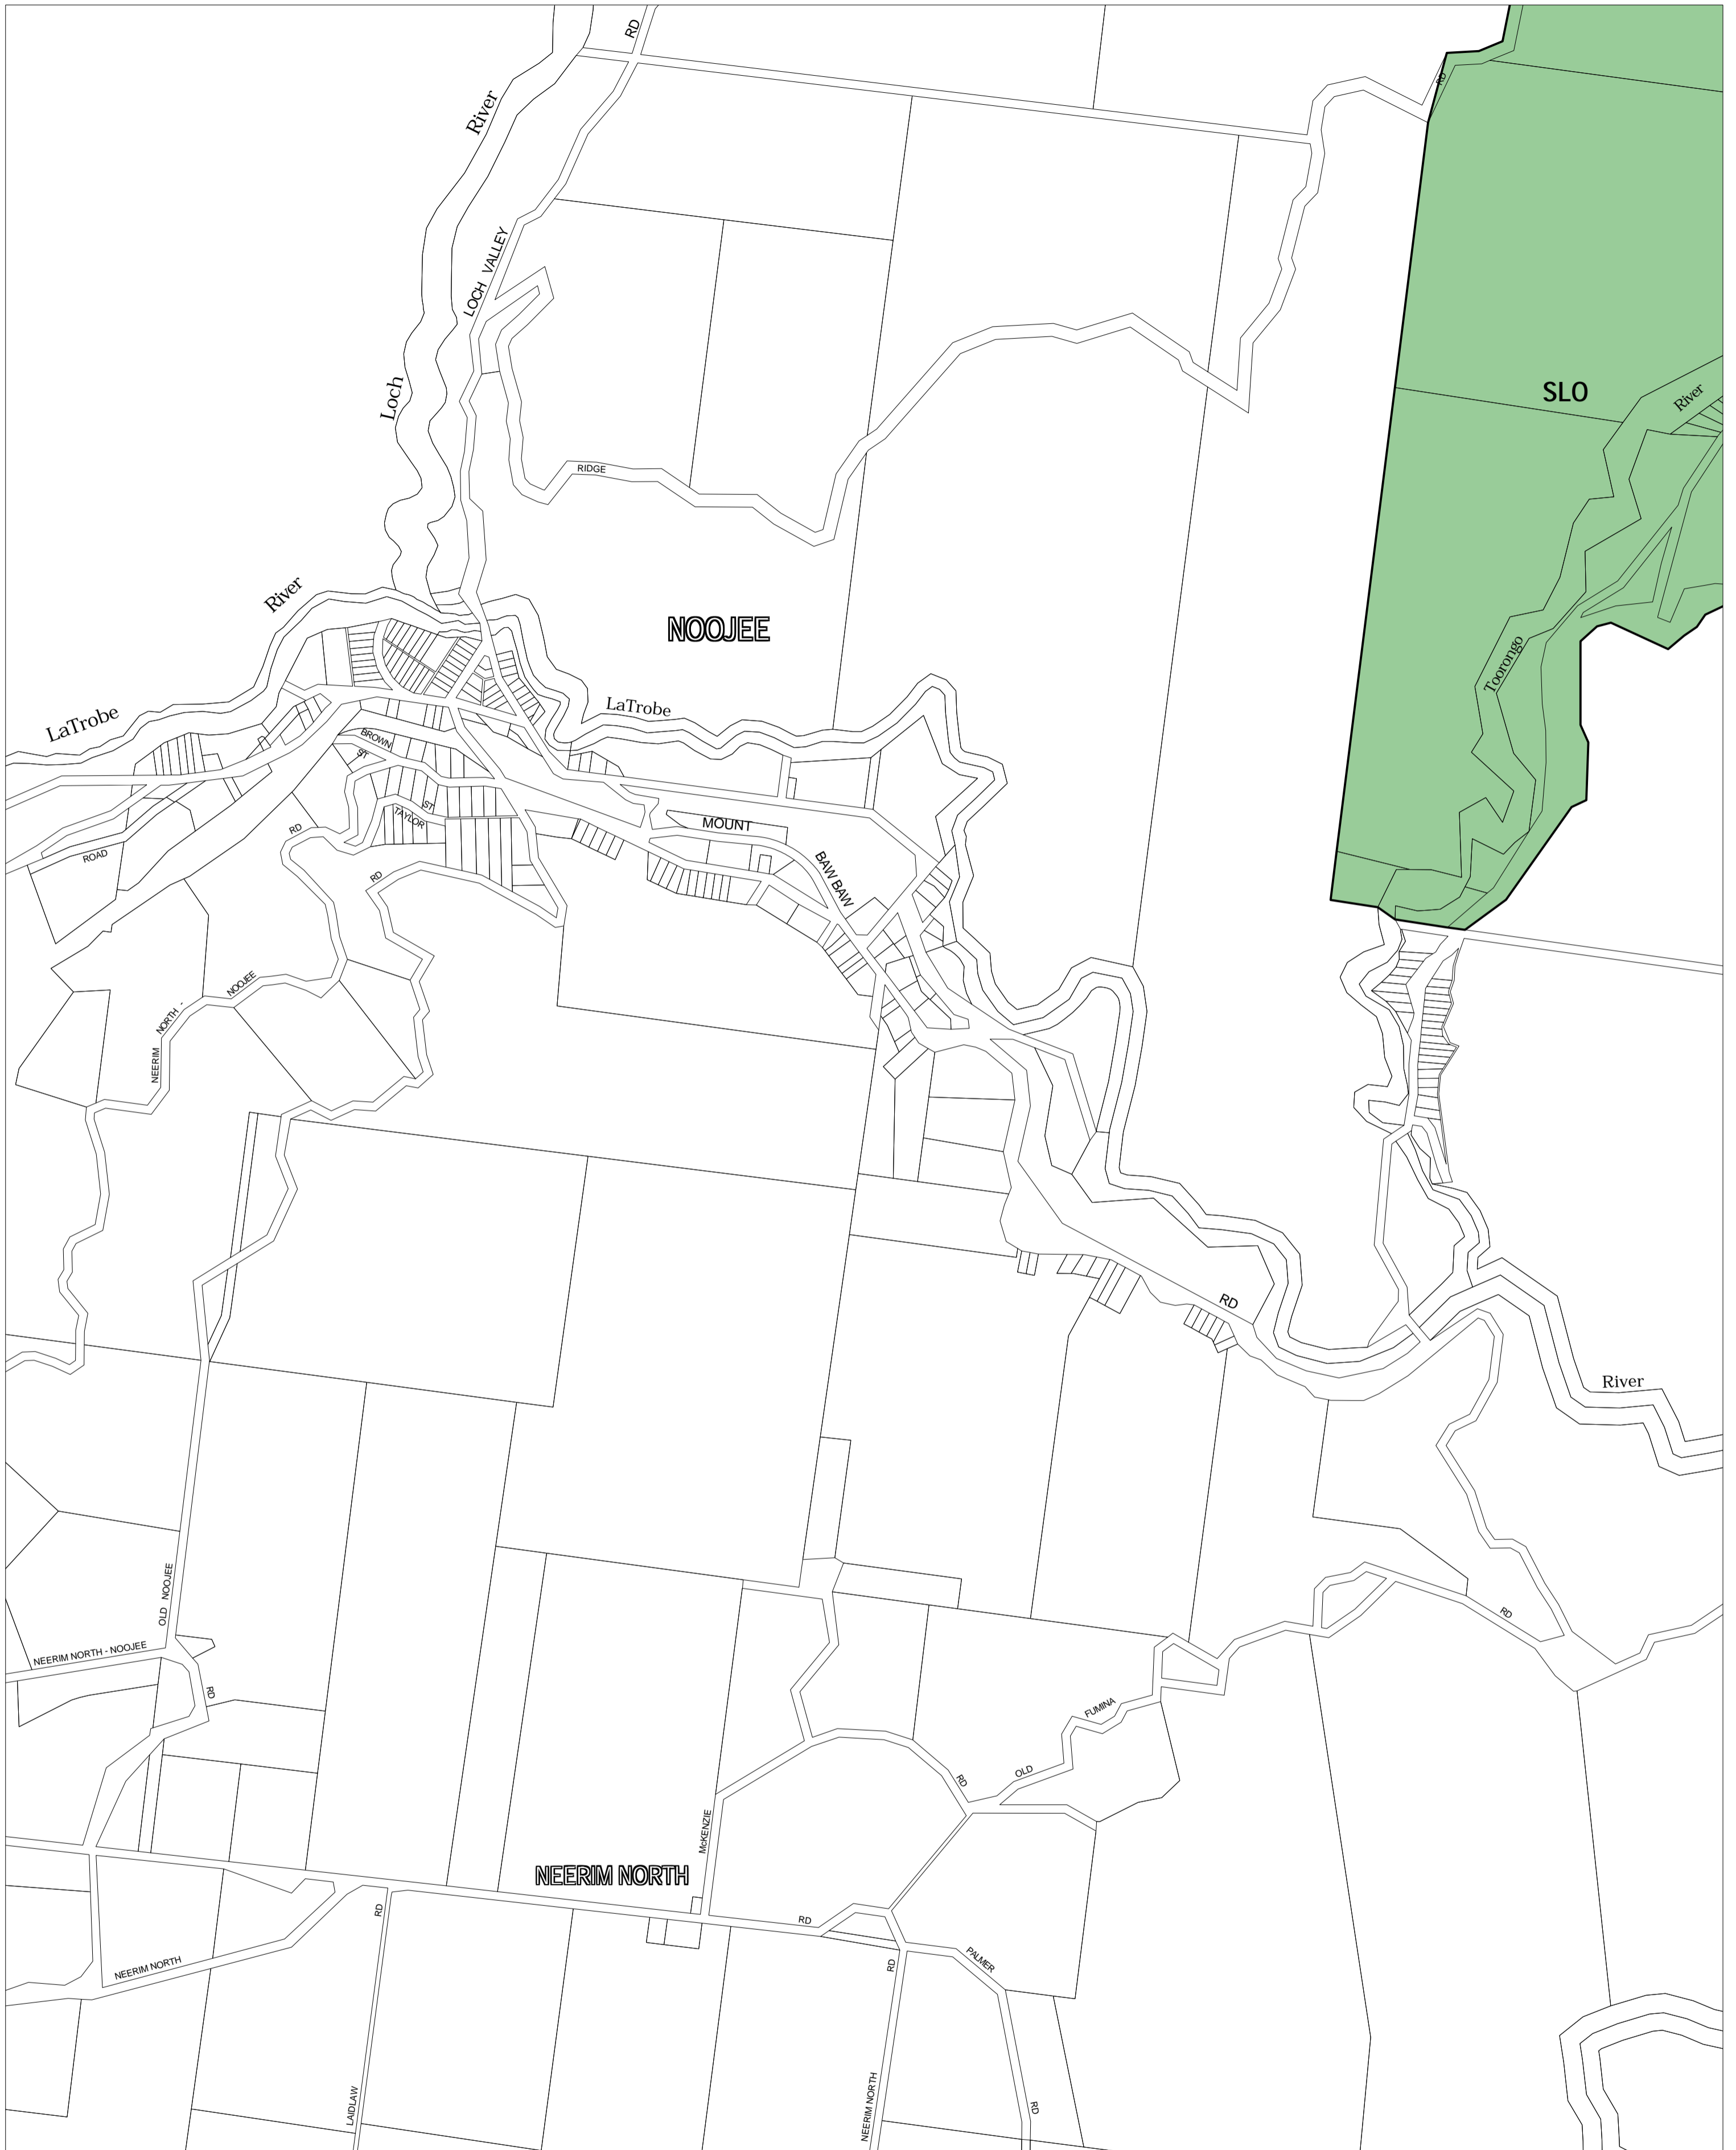 RD
River
RD
LOCH VALLEY
Loch
SLO
River
RIDGE
River
NOOJEE
Toorongo
LaTrobe
LaTrobe
BROWN
ST
ST
TAYLOR
MOUNT
RD
ROAD
BAW BAW
RD
NOOJEE
NORTH -
NEERIM
RD
River
OLD NOOJEE
RD
NEERIM NORTH - NOOJEE
RD
FUMINA
OLD
RD
McKENZIE
NEERIM NORTH
RD
RD
PALMER
RD
NEERIM NORTH
LAIDLAW
NEERIM NORTH
RD